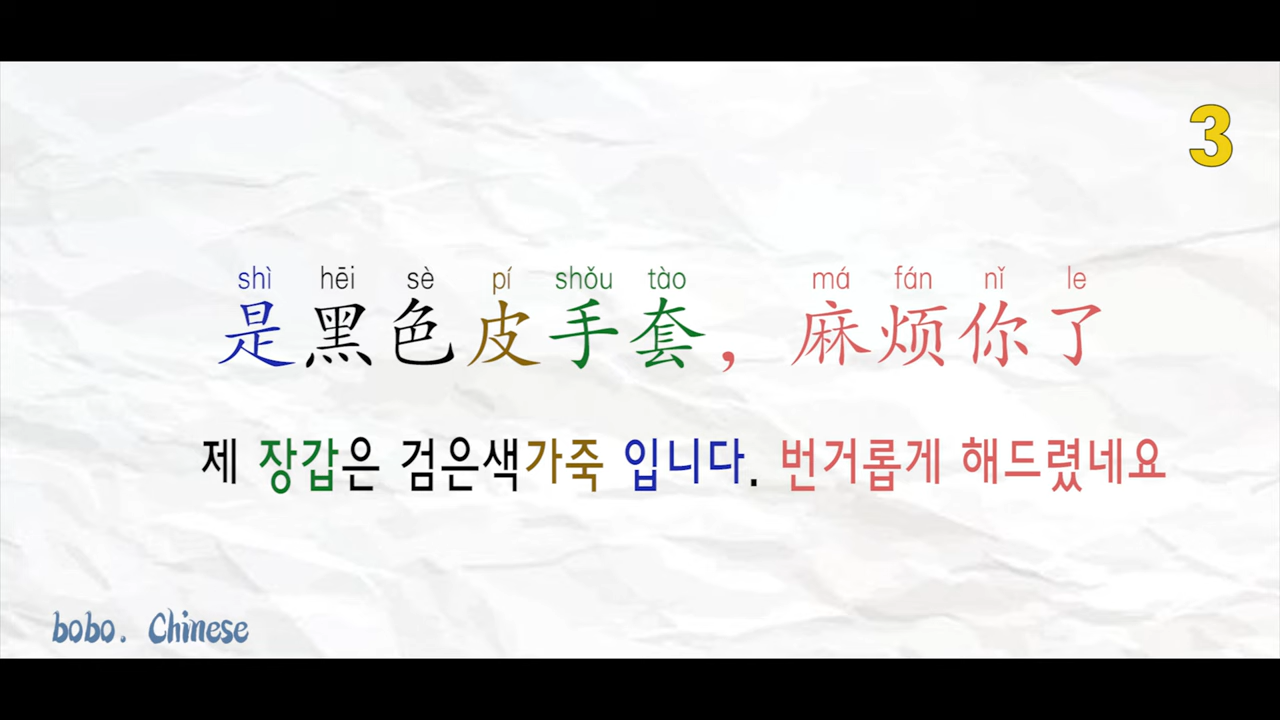 3
shì hēi sè pí shǒu tào má fán nǐ le
是黑色皮手套，麻烦你了
제 장갑은 검은색가죽 입니다. 번거롭게 해드렸네요
bobo. Chinese